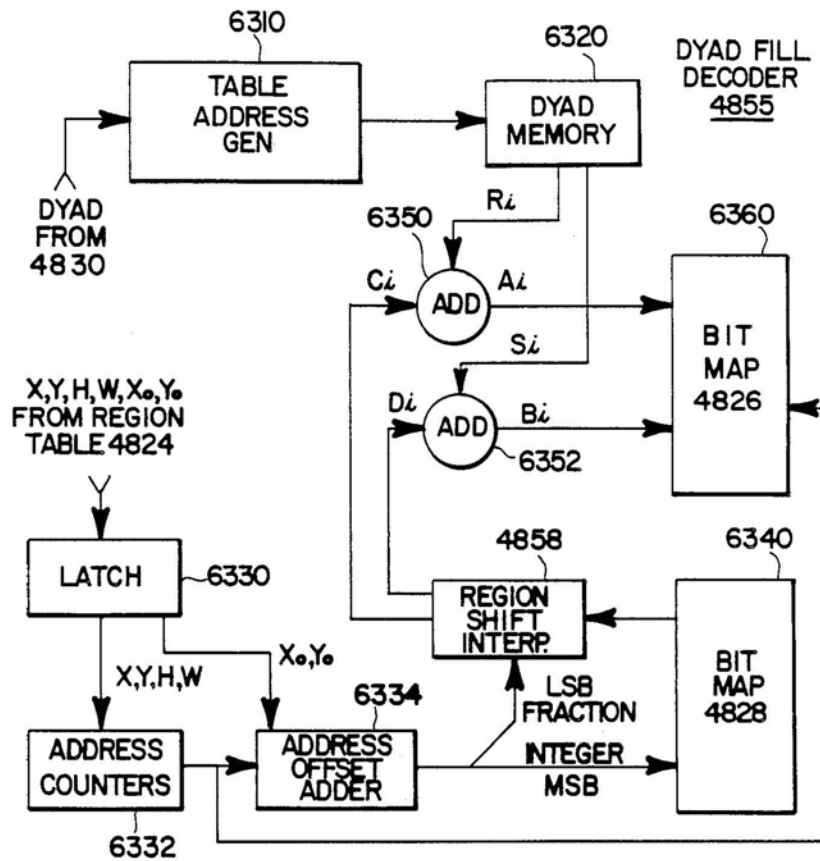 6310
TABLE
ADDRESS
GEN
6320
DYAD
MEMORY
DYAD FILL
DECODER
4855
DYAD
FROM
4830
Ri
6350
Ci
ADD
Ai
6360
BIT
MAP
4826
Si
Di
ADD
Bi
6352
X,Y,H,W,Xo,Yo
FROM REGION
TABLE 4824
LATCH
6330
4858
REGION
SHIFT
INTERP.
6340
BIT
MAP
4828
X,Y,H,W
Xo,Yo
6334
LSB
FRACTION
ADDRESS
COUNTERS
6332
ADDRESS
OFFSET
ADDER
INTEGER
MSB